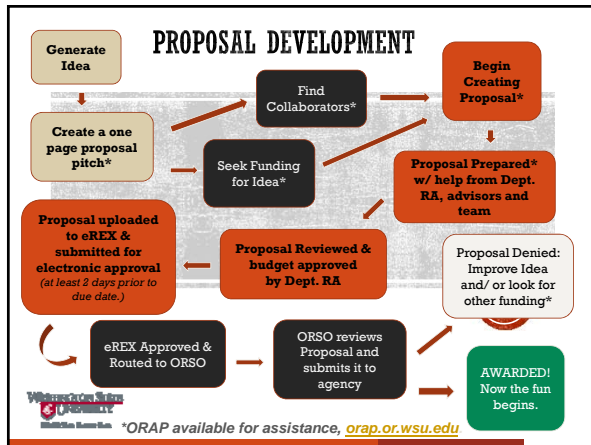 PROPOSAL DEVELOPMENT
Generate
Idea
Create a one
page proposal
pitch*
Find
Collaborators*
Seek Funding
for Idea*
Begin
Creating
Proposal*
Proposal Prepared*
w/ help from Dept.
RA, advisors and
team
Proposal Reviewed &
budget approved
by Dept. RA
Proposal uploaded
to eREX &
submitted for
electronic approval
(at least 2 days prior to
due date.)
eREX Approved &
Routed to ORSO
ORSO reviews
Proposal and
submits it to
agency
Proposal Denied:
Improve Idea
and/ or look for
other funding*
AWARDED!
Now the fun
begins.
WASHINGTON STATE
UNIVERSITY
*ORAP available for assistance, orap.or.wsu.edu